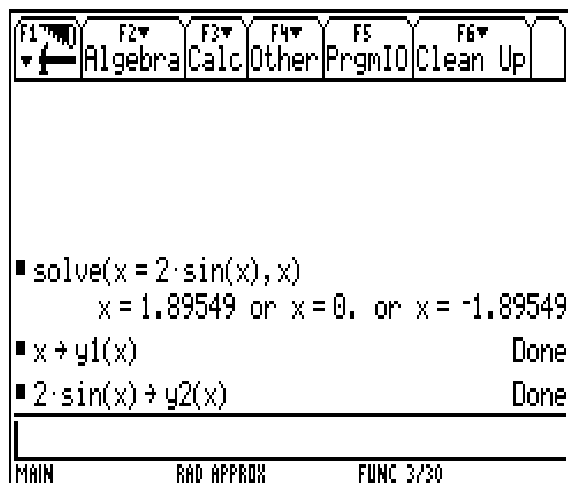 F1 F2▼ F3▼ F4▼ F5 F6▼
▼ Algebra Calc Other PrgmIO Clean Up
■ solve(x = 2·sin(x), x)
x = 1.89549 or x = 0. or x = ⁻1.89549
■ x → y1(x) Done
■ 2·sin(x) → y2(x) Done
MAIN RAD APPROX FUNC 3/30